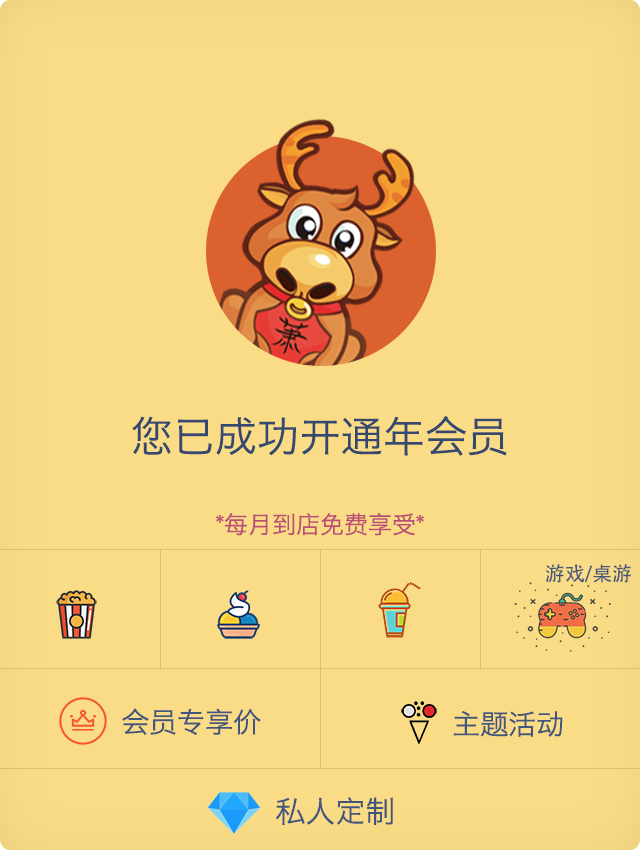 萧
您已成功开通年会员
*每月到店免费享受*
游戏/桌游
会员专享价
主题活动
私人定制